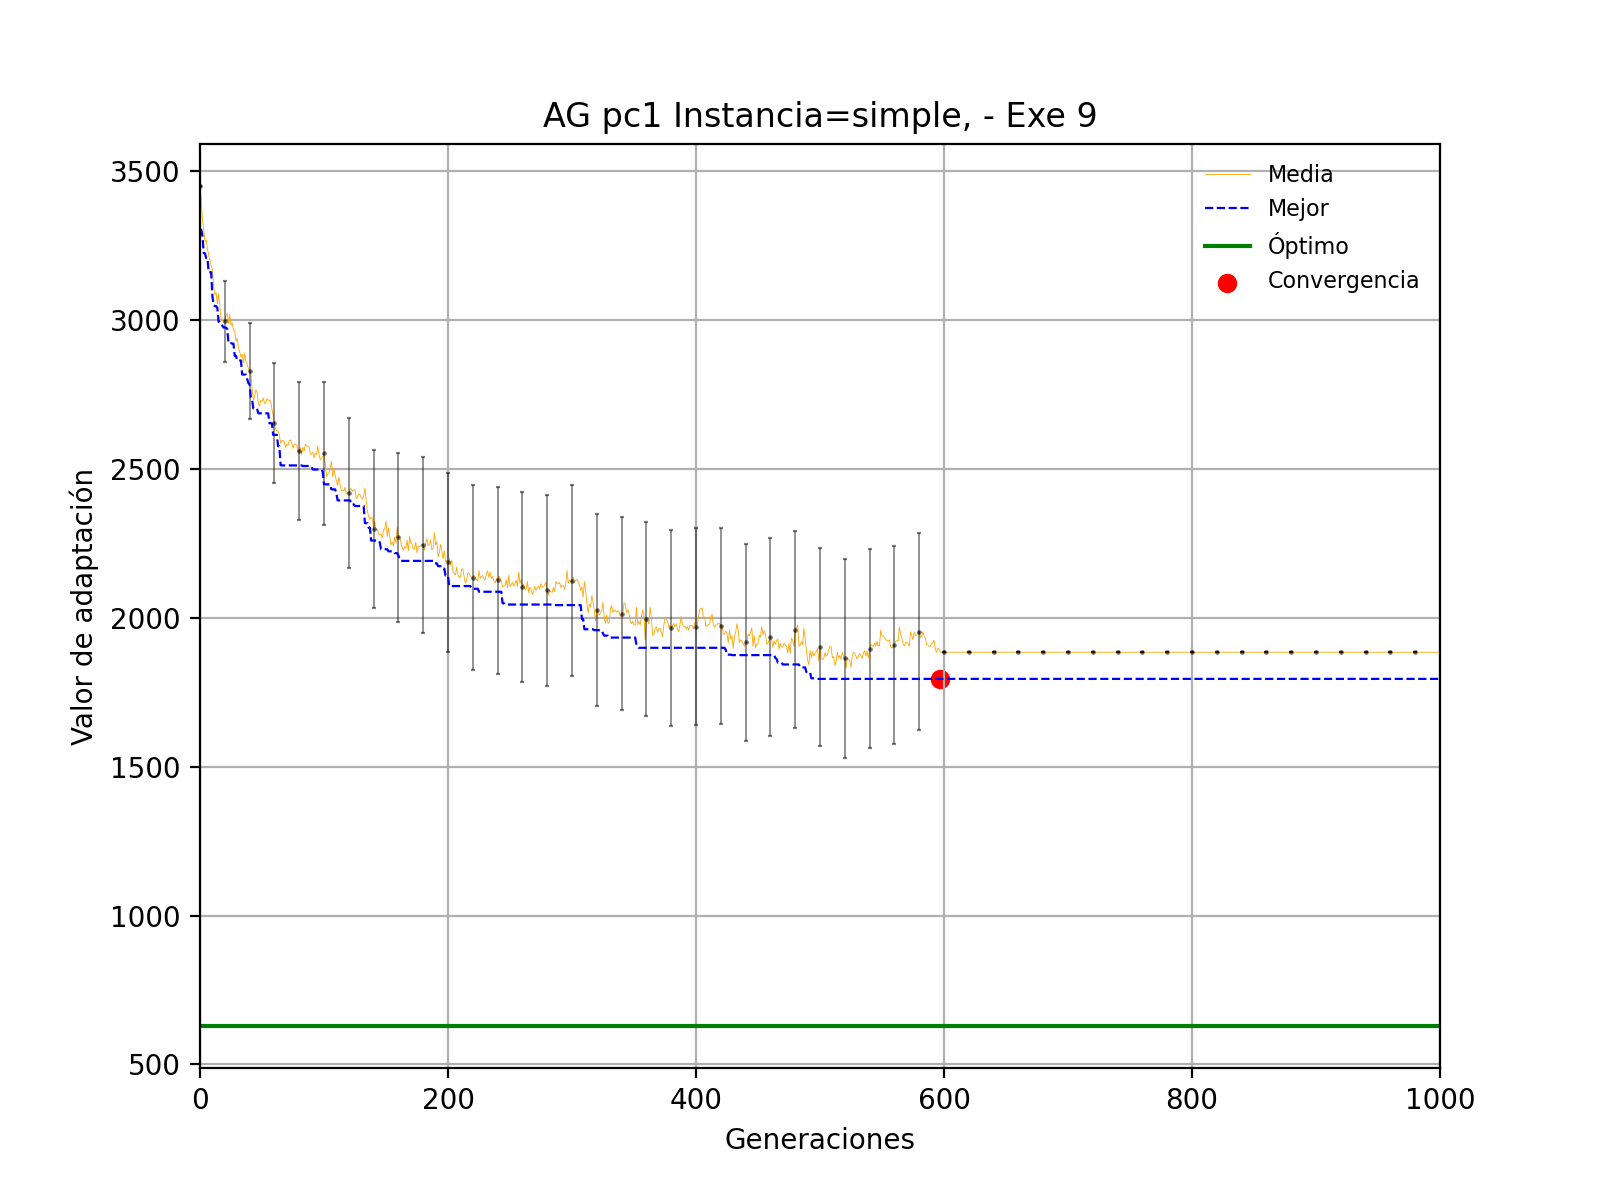 AG pc1 Instancia=simple, - Exe 9
Valor de adaptación
3500
3000
2500
2000
1500
1000
500
Media
Mejor
Óptimo
Convergencia
0 200 400 600 800 1000
Generaciones